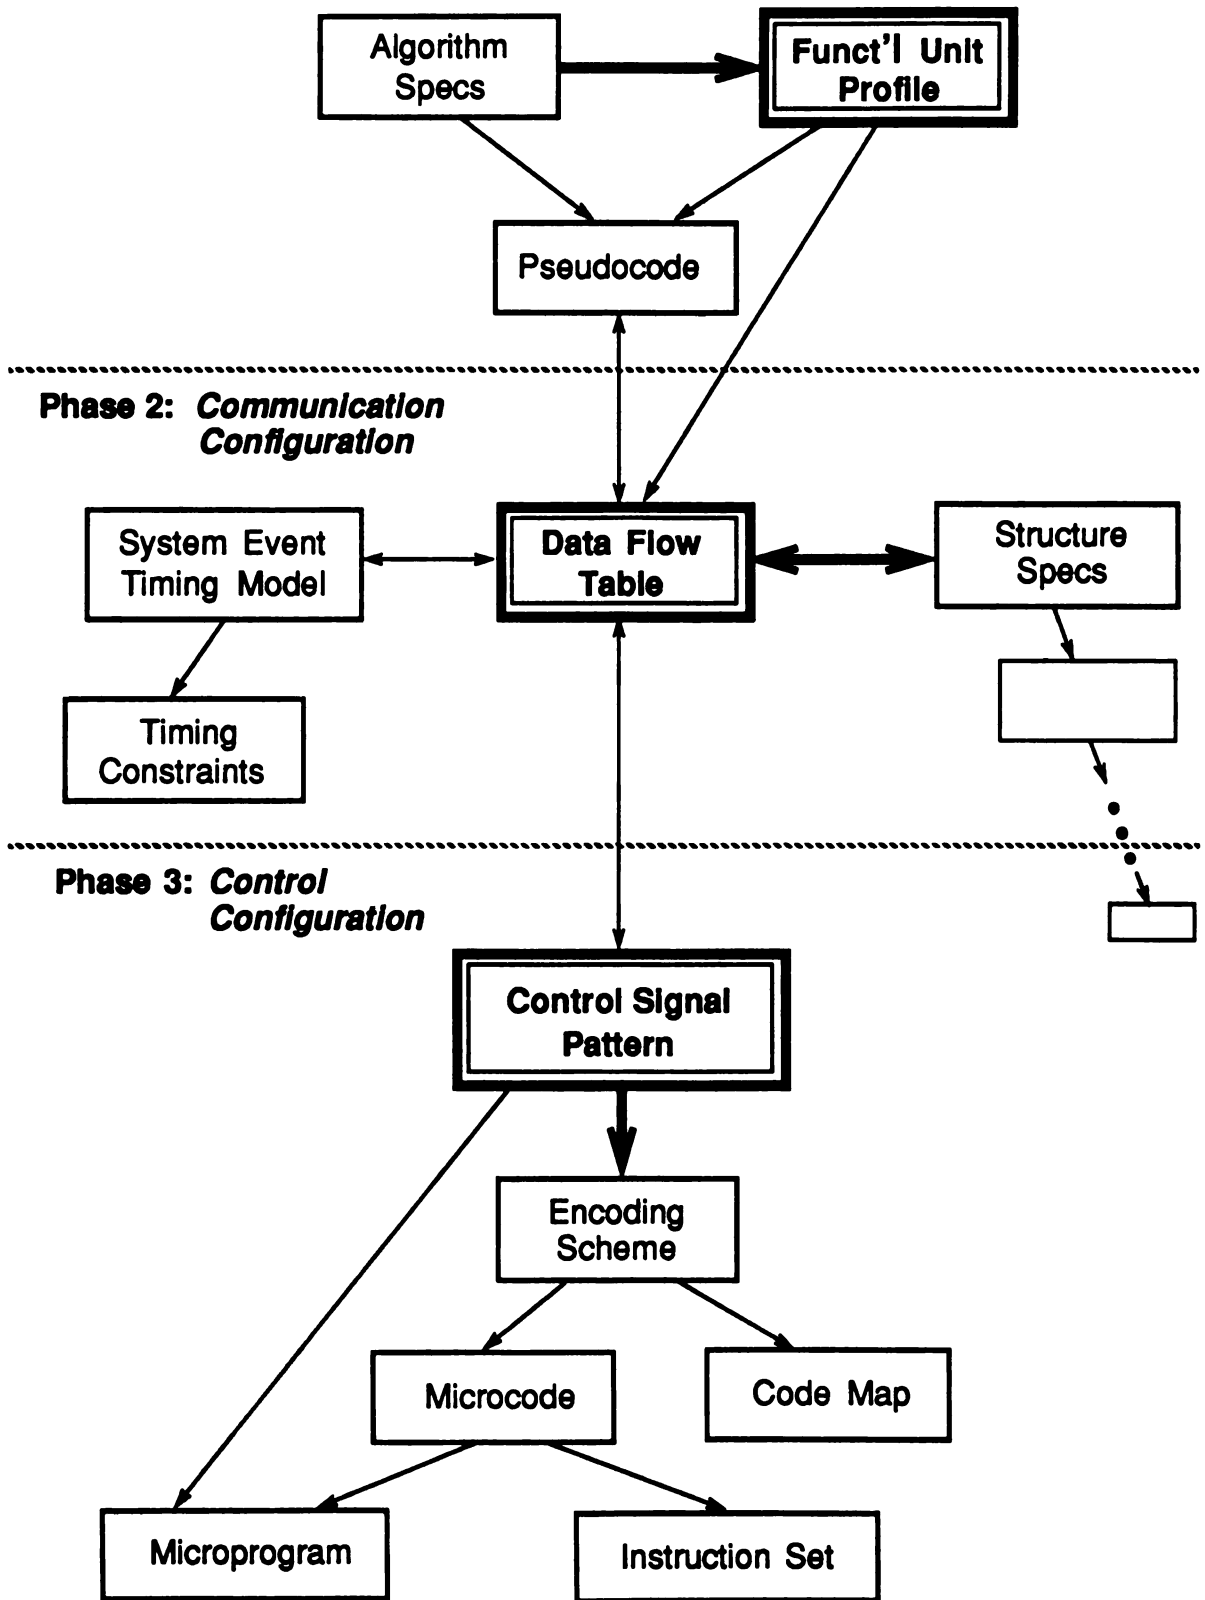 Algorithm
Specs
Funct'l Unit
Profile
Pseudocode
Phase 2: Communication
Configuration
System Event
Timing Model
Data Flow
Table
Structure
Specs
Timing
Constraints
Phase 3: Control
Configuration
Control Signal
Pattern
Encoding
Scheme
Microcode
Code Map
Microprogram
Instruction Set